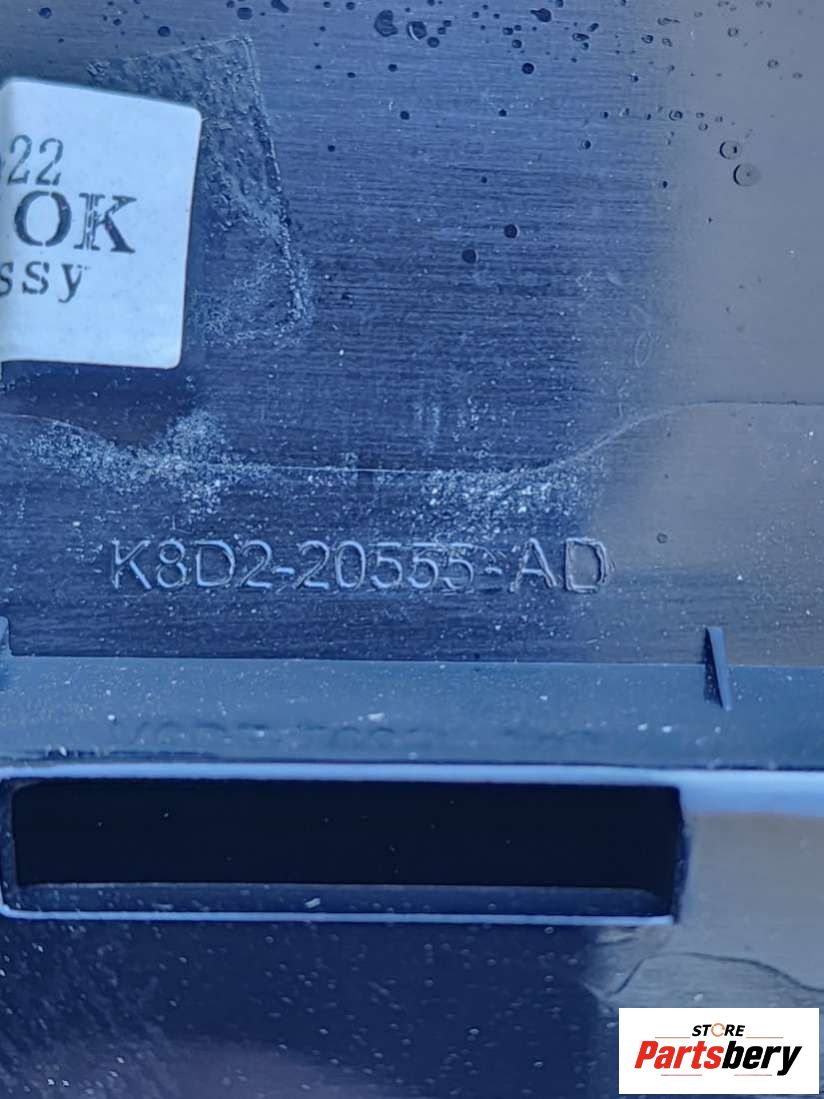 22
OK
ssy
K8D2-20555-AD
STORE
Partsbery